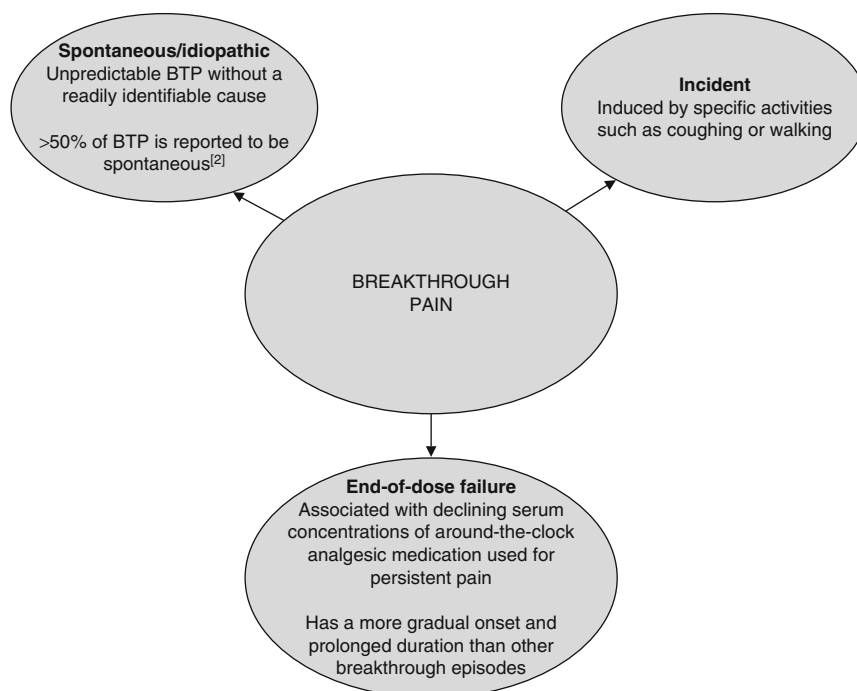 Spontaneous/idiopathic
Unpredictable BTP without a
readily identifiable cause
>50% of BTP is reported to be
spontaneous[2]
Incident
Induced by specific activities
such as coughing or walking
BREAKTHROUGH
PAIN
End-of-dose failure
Associated with declining serum
concentrations of around-the-clock
analgesic medication used for
persistent pain
Has a more gradual onset and
prolonged duration than other
breakthrough episodes